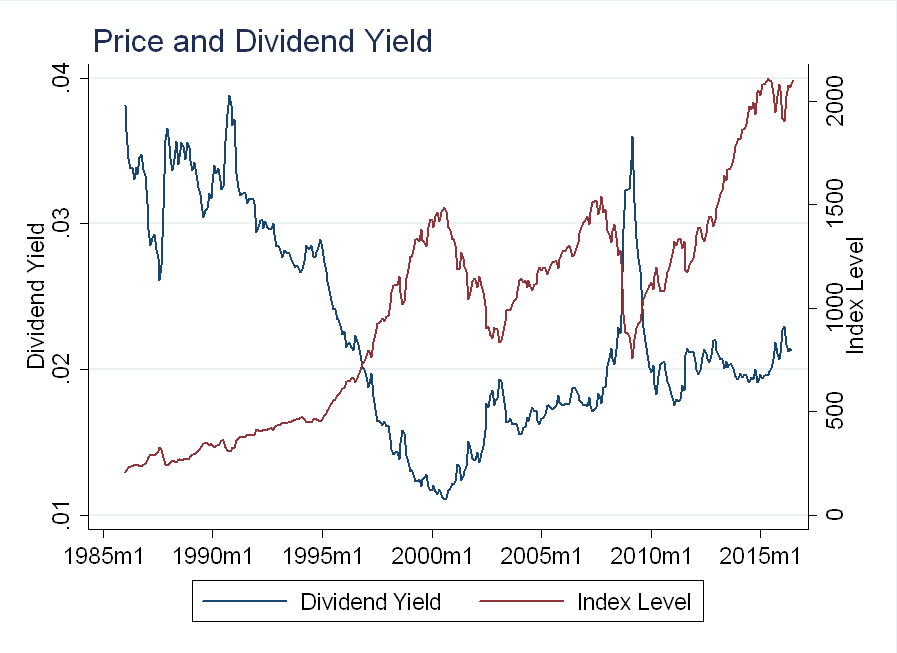 Price and Dividend Yield
.04
.03
.02
.01
Dividend Yield
2000
1500
1000
500
0
Index Level
1985m1 1990m1 1995m1 2000m1 2005m1 2010m1 2015m1
Dividend Yield Index Level